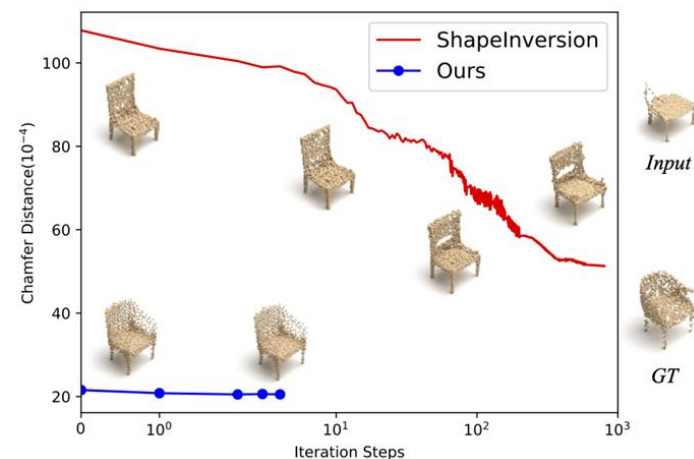 ShapeInversion
Ours
Chamfer Distance(10⁻⁴)
100
80
60
40
20
0
10⁰
10¹
10²
10³
Iteration Steps
Input
GT